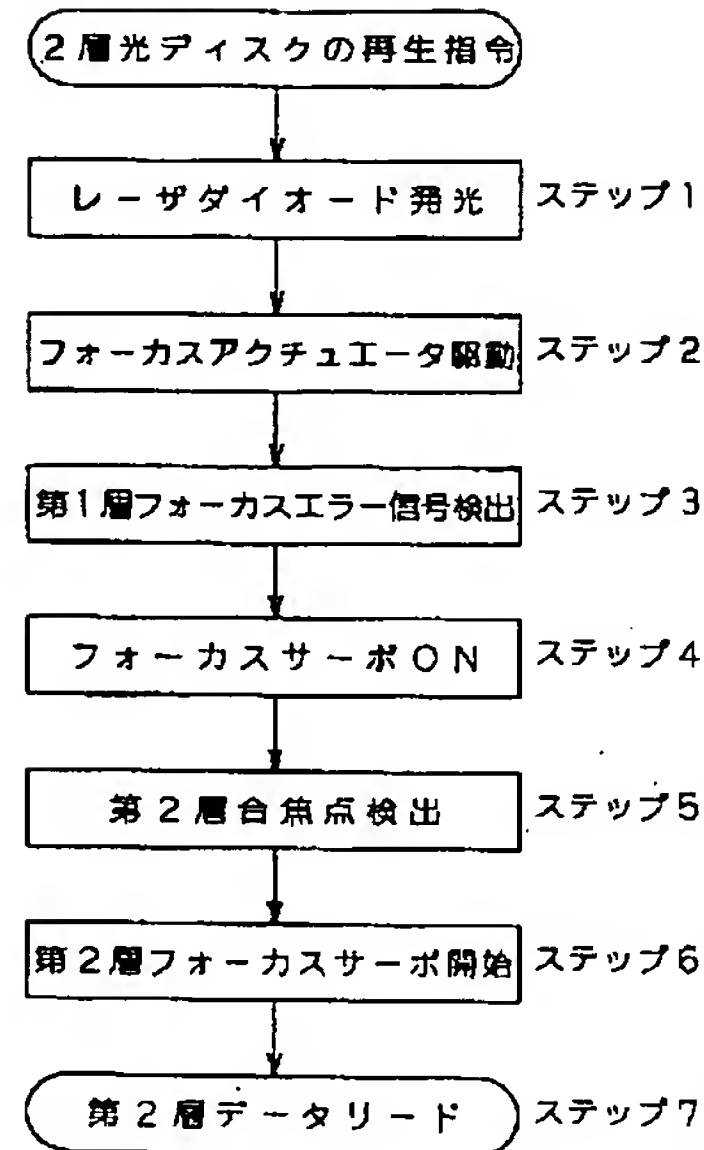 2層光ディスクの再生指令
レーザダイオード発光 ステップ1
フォーカスアクチュエータ駆動 ステップ2
第1層フォーカスエラー信号検出 ステップ3
フォーカスサーボON ステップ4
第2層合焦点検出 ステップ5
第2層フォーカスサーボ開始 ステップ6
第2層データリード ステップ7